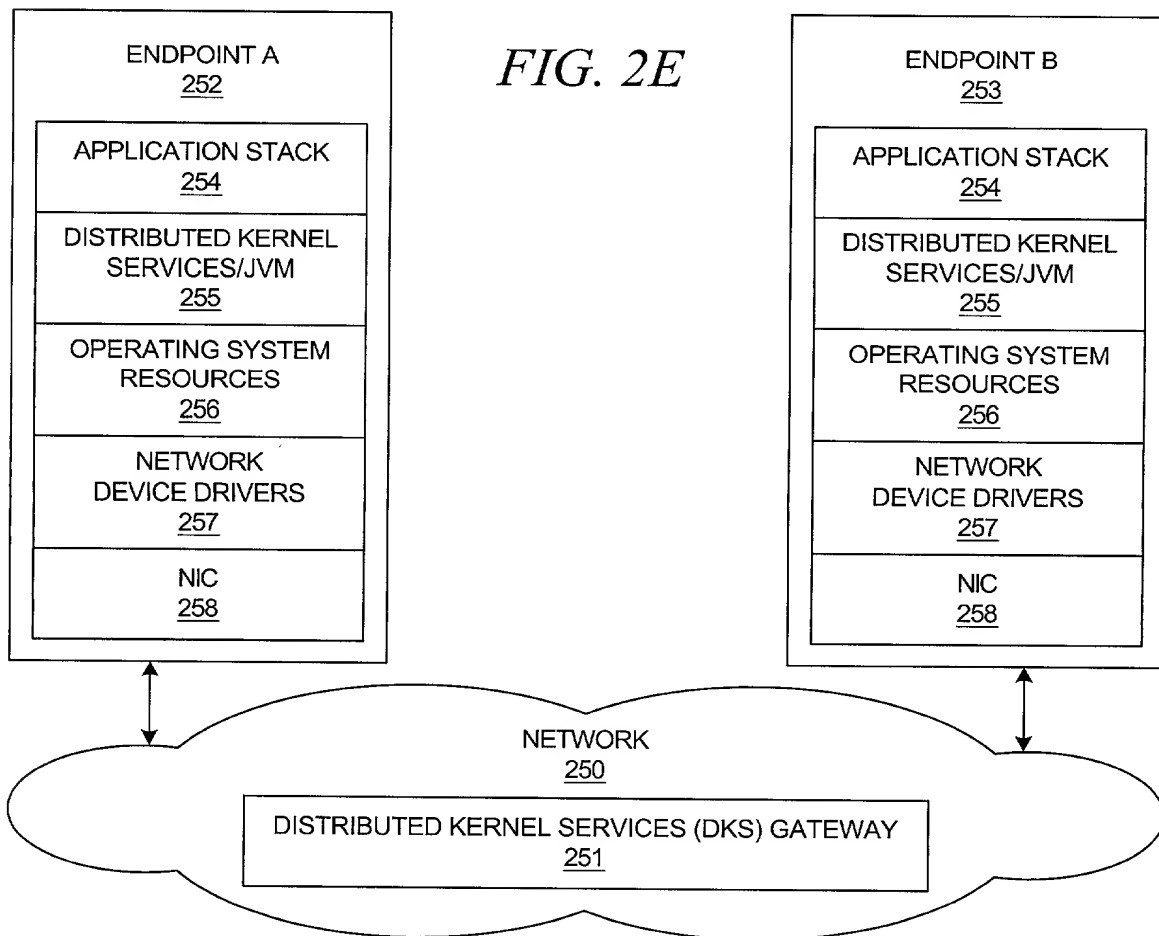 FIG. 2E
ENDPOINT A
252
APPLICATION STACK
254
DISTRIBUTED KERNEL
SERVICES/JVM
255
OPERATING SYSTEM
RESOURCES
256
NETWORK
DEVICE DRIVERS
257
NIC
258
ENDPOINT B
253
APPLICATION STACK
254
DISTRIBUTED KERNEL
SERVICES/JVM
255
OPERATING SYSTEM
RESOURCES
256
NETWORK
DEVICE DRIVERS
257
NIC
258
NETWORK
250
DISTRIBUTED KERNEL SERVICES (DKS) GATEWAY
251